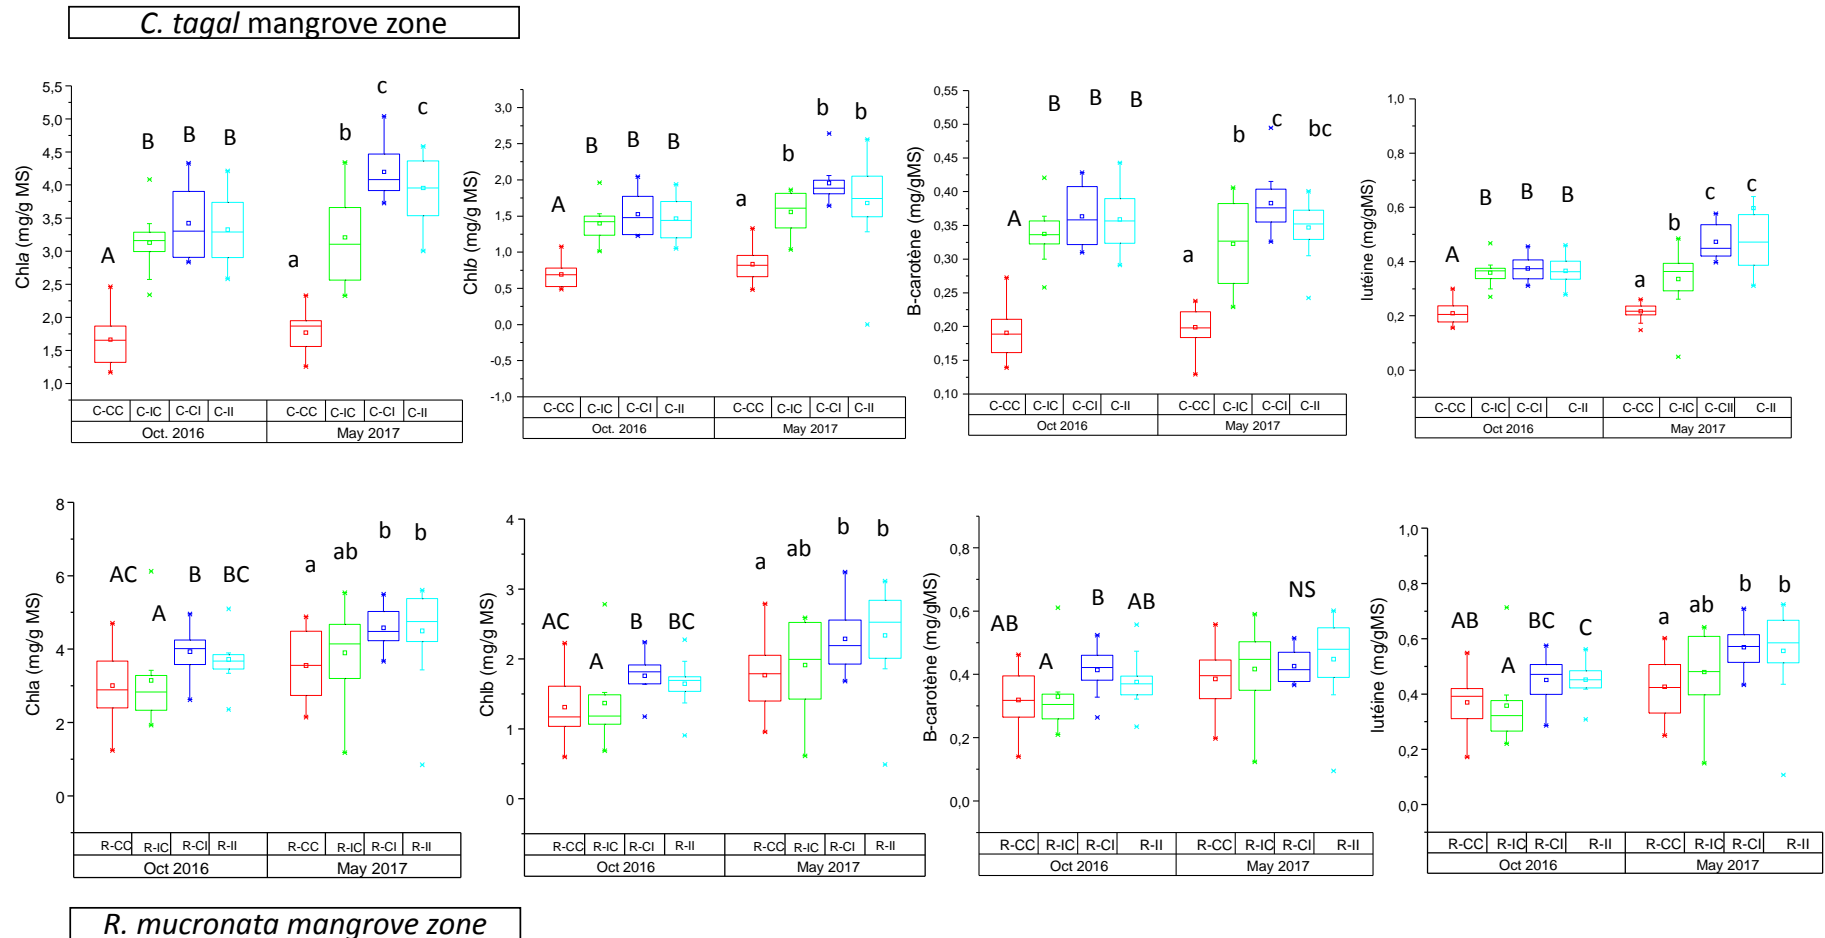 C. tagal mangrove zone
Chla (mg/g MS)
5,5
5,0
4,5
4,0
3,5
3,0
2,5
2,0
1,5
1,0
A B B B a b c c
C-CC C-IC C-CI C-II C-CC C-IC C-CI C-II
Oct. 2016 May 2017
Chlb (mg/g MS)
3,0
2,5
2,0
1,5
1,0
0,5
0,0
-0,5
-1,0
A B B B a b b b
C-CC C-IC C-CI C-II C-CC C-IC C-CI C-II
Oct. 2016 May 2017
B-carotène (mg/gMS)
0,55
0,50
0,45
0,40
0,35
0,30
0,25
0,20
0,15
0,10
A B B B a b c bc
C-CC C-IC C-CI C-II C-CC C-IC C-CI C-II
Oct 2016 May 2017
lutéine (mg/gMS)
1,0
0,8
0,6
0,4
0,2
0,0
A B B B a b c c
C-CC C-IC C-CI C-II C-CC C-IC C-CII C-II
Oct 2016 May 2017
Chla (mg/g MS)
8
6
4
2
0
AC A B BC a ab b b
R-CC R-IC R-CI R-II R-CC R-IC R-CI R-II
Oct 2016 May 2017
Chlb (mg/g MS)
4
3
2
1
0
AC A B BC a ab b b
R-CC R-IC R-CI R-II R-CC R-IC R-CI R-II
Oct 2016 May 2017
B-carotène (mg/gMS)
0,8
0,6
0,4
0,2
0,0
AB A B AB NS
R-CC R-IC R-CI R-II R-CC R-IC R-CI R-II
Oct 2016 May 2017
lutéine (mg/gMS)
1,0
0,8
0,6
0,4
0,2
0,0
AB A BC C a ab b b
R-CC R-IC R-CI R-II R-CC R-IC R-CI R-II
Oct 2016 May 2017
R. mucronata mangrove zone